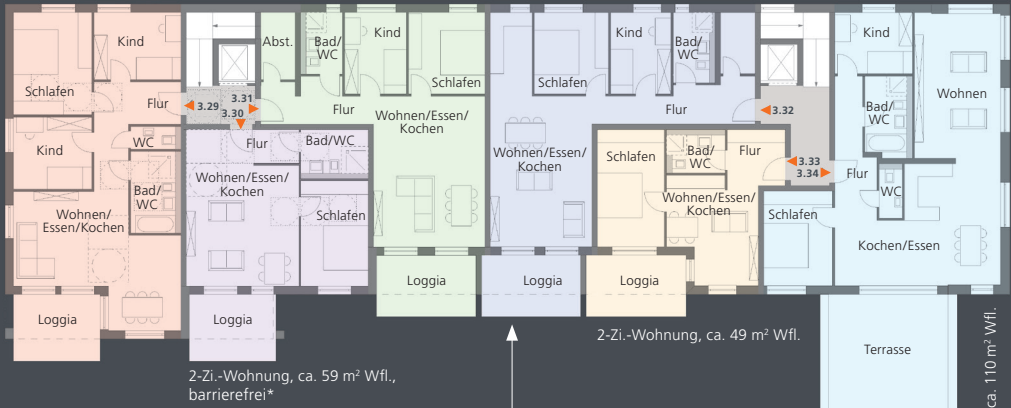 Kind
Schlafen
Flur
Kind
WC
Bad/
WC
Wohnen/
Essen/Kochen
Loggia
3.29
3.31
3.30
Flur
Bad/WC
Wohnen/Essen/
Kochen
Schlafen
Loggia
2-Zi.-Wohnung, ca. 59 m² Wfl.,
barrierefrei*
Abst.
Bad/
WC
Kind
Schlafen
Flur
Wohnen/Essen/
Kochen
Loggia
Schlafen
Kind
Bad/
WC
Flur
3.32
Wohnen/Essen/
Kochen
Loggia
Schlafen
Bad/
WC
Flur
Wohnen/Essen/
Kochen
Loggia
2-Zi.-Wohnung, ca. 49 m² Wfl.
3.33
3.34
Kind
Bad/
WC
Wohnen
Flur
WC
Schlafen
Kochen/Essen
Terrasse
ca. 110 m² Wfl.